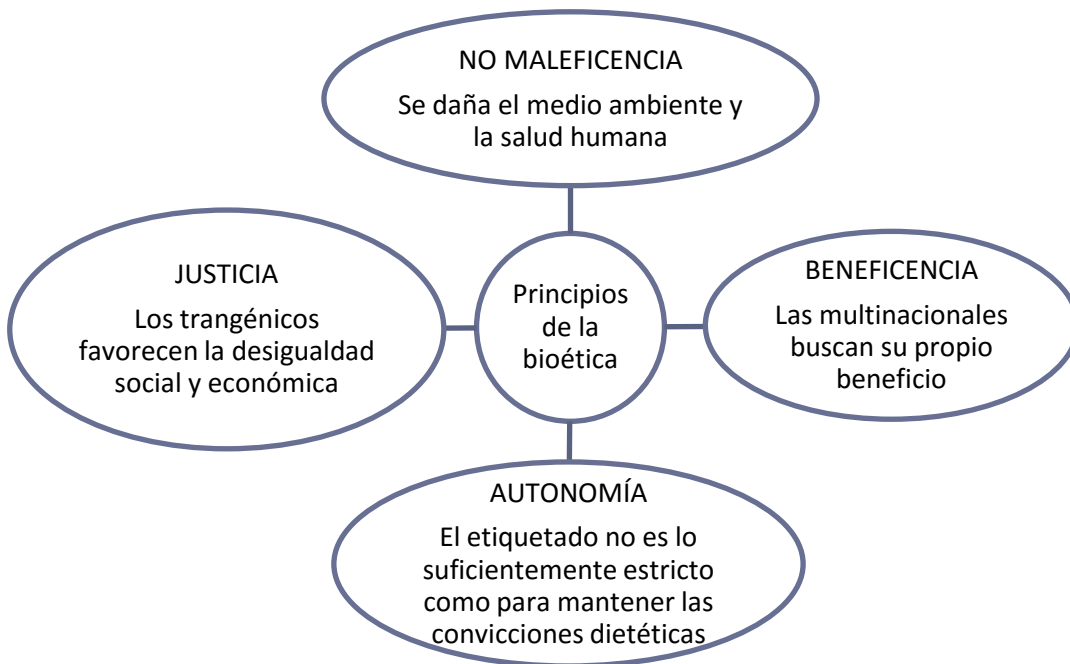 NO MALEFICENCIA
Se daña el medio ambiente y
la salud humana
JUSTICIA
Los trangénicos
favorecen la desigualdad
social y económica
Principios
de la
bioética
BENEFICENCIA
Las multinacionales
buscan su propio
beneficio
AUTONOMÍA
El etiquetado no es lo
suficientemente estricto
como para mantener las
convicciones dietéticas